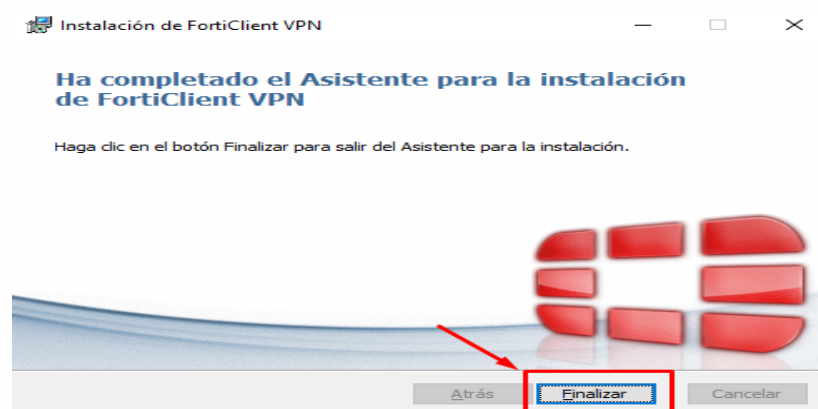 Instalación de FortiClient VPN
Ha completado el Asistente para la instalación
de FortiClient VPN
Haga clic en el botón Finalizar para salir del Asistente para la instalación.
Atrás Finalizar Cancelar